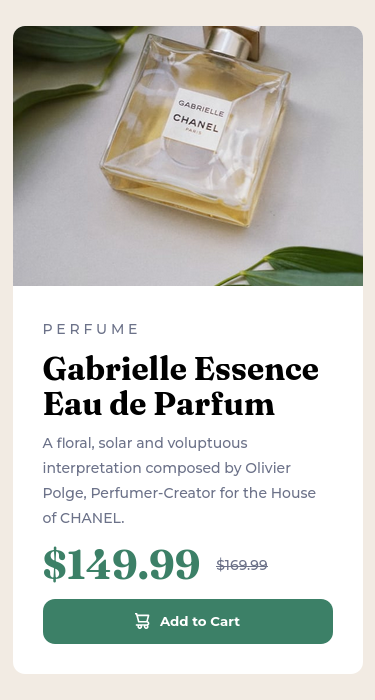 GABRIELLE
CHANEL
PARIS
PERFUME
Gabrielle Essence
Eau de Parfum
A floral, solar and voluptuous
interpretation composed by Olivier
Polge, Perfumer-Creator for the House
of CHANEL.
$149.99 $169.99
Add to Cart